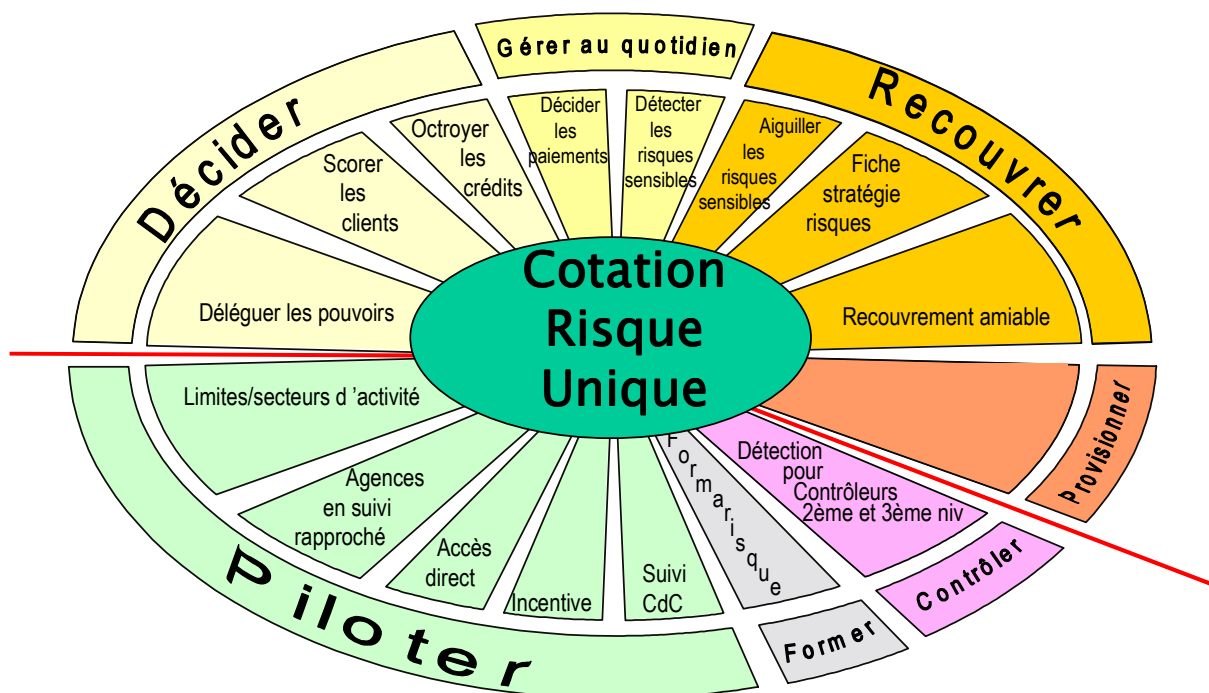 Décider
Gérer au quotidien
Recouvrer
Déléguer les pouvoirs
Scorer
les
clients
Octroyer
les
crédits
Décider
les
paiements
Détecter
les
risques
sensibles
Aiguiller
les
risques
sensibles
Fiche
stratégie
risques
Recouvrement amiable
Cotation
Risque
Unique
Provisionner
Limites/secteurs d ’activité
Agences
en suivi
rapproché
Accès
direct
Incentive
Suivi
CdC
Formarisque
Détection
pour
Contrôleurs
2ème et 3ème niv
Piloter
Former
Contrôler